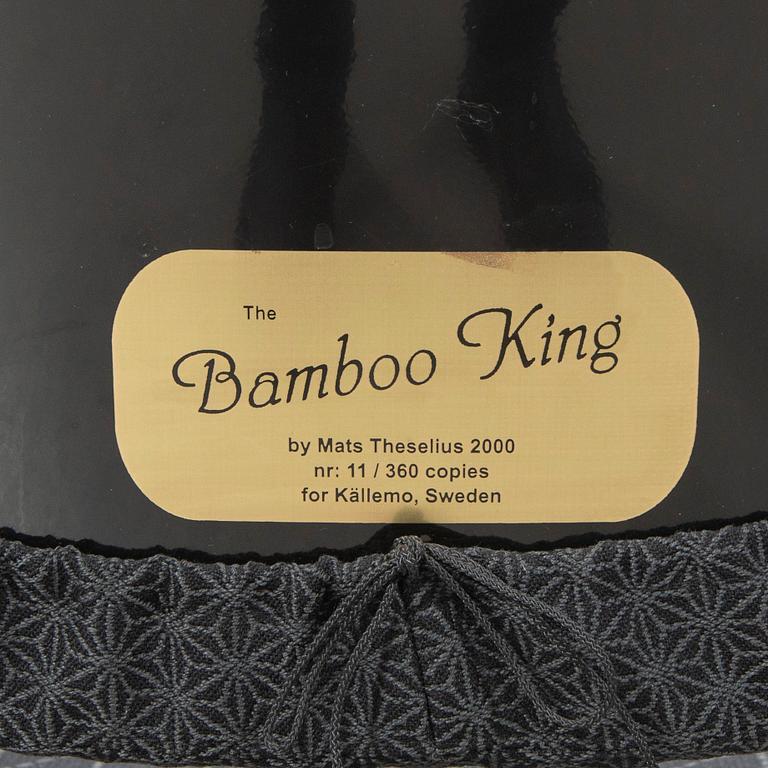 The
Bamboo King
by Mats Theselius 2000
nr: 11 / 360 copies
for Källemo, Sweden